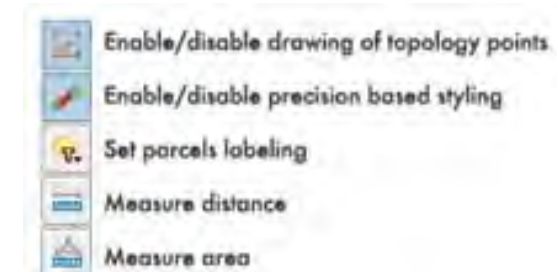 Enable/disable drawing of topology points
Enable/disable precision based styling
Set parcels labeling
Measure distance
Measure area